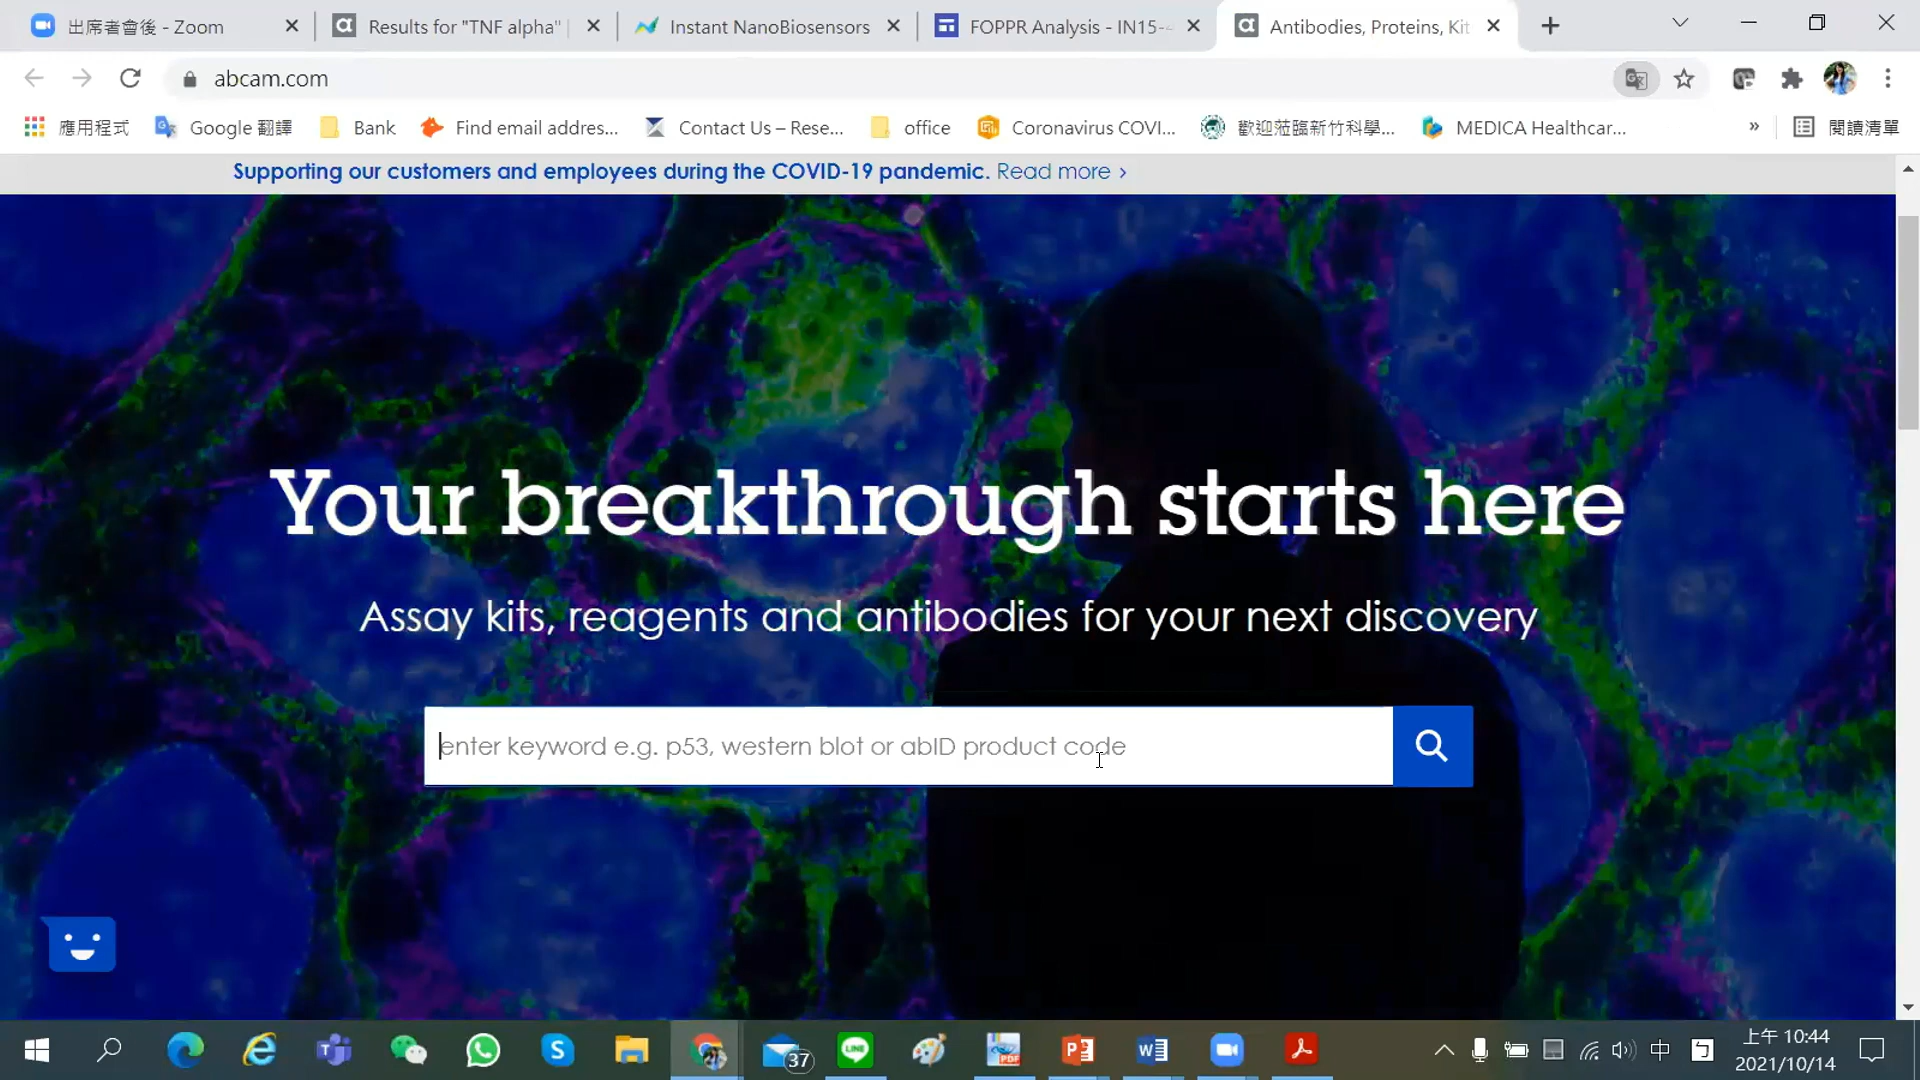 出席者會後 - Zoom
Results for "TNF alpha" |
Instant NanoBiosensors
FOPPR Analysis - IN15-
Antibodies, Proteins, Kit
abcam.com
應用程式
Google 翻譯
Bank
Find email addres...
Contact Us – Rese...
office
Coronavirus COVI...
歡迎蒞臨新竹科學...
MEDICA Healthcar...
»
閱讀清單
Supporting our customers and employees during the COVID-19 pandemic. Read more ›
Your breakthrough starts here
Assay kits, reagents and antibodies for your next discovery
enter keyword e.g. p53, western blot or abID product code
37
LINE
PDF
中
ㄅ
上午 10:44
2021/10/14